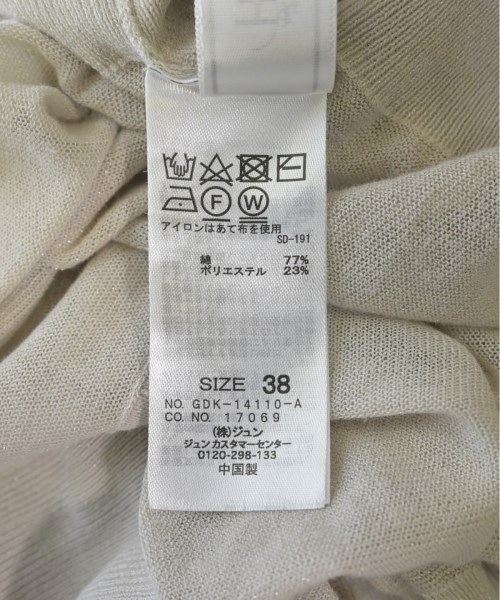 F W
アイロンはあて布を使用
SD-191
綿 77%
ポリエステル 23%
SIZE 38
NO. GDK-14110-A
CO. NO. 17069
(株)ジュン
ジュンカスタマーセンター
0120-298-133
中国製